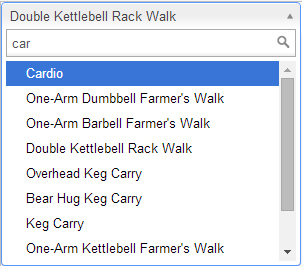 Double Kettlebell Rack Walk
car
Cardio
One-Arm Dumbbell Farmer's Walk
One-Arm Barbell Farmer's Walk
Double Kettlebell Rack Walk
Overhead Keg Carry
Bear Hug Keg Carry
Keg Carry
One-Arm Kettlebell Farmer's Walk